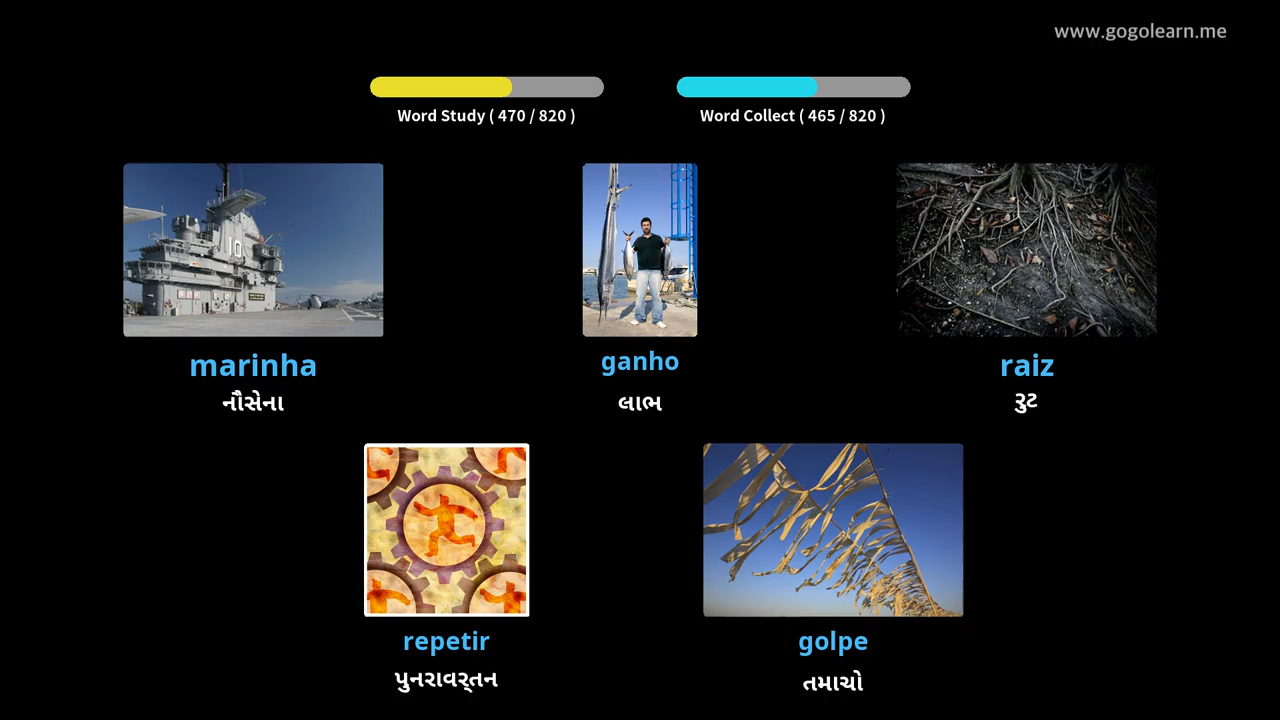 www.gogolearn.me
Word Study ( 470 / 820 )
Word Collect ( 465 / 820 )
10
marinha
ganho
raiz
નૌસેના
લાભ
રુટ
repetir
golpe
પુનરાવર્તન
તમાચો